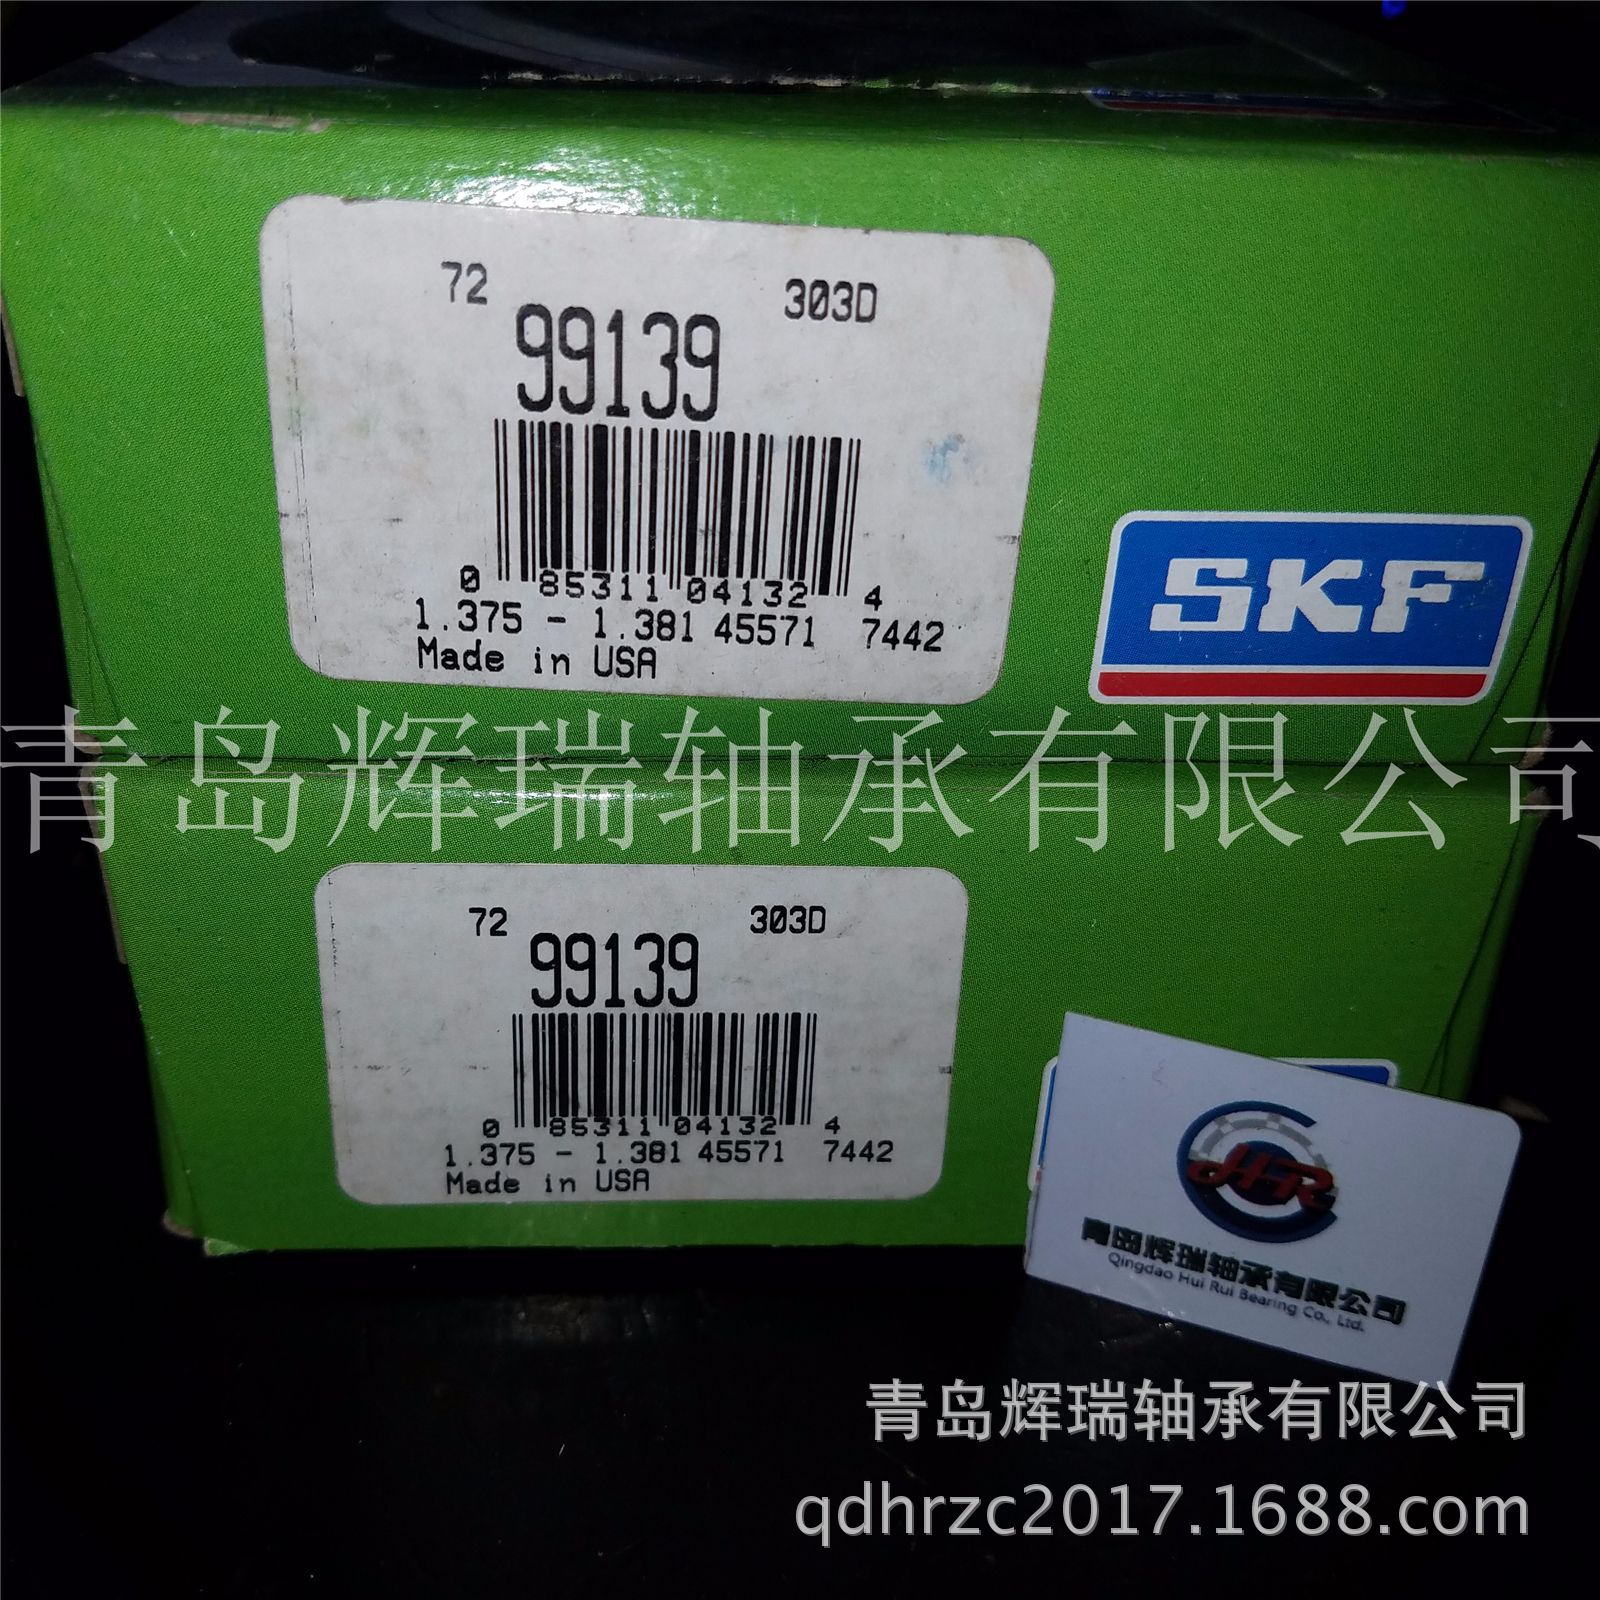 72 303D
99139
0 85311 04132 4
1.375 - 1.381 45571 7442
Made in USA
SKF
青岛辉瑞轴承有限公司
72 303D
99139
0 85311 04132 4
1.375 - 1.381 45571 7442
Made in USA
HR
青岛辉瑞轴承有限公司
Qingdao Hui Rui Bearing Co., Ltd.
青岛辉瑞轴承有限公司
qdhrzc2017.1688.com